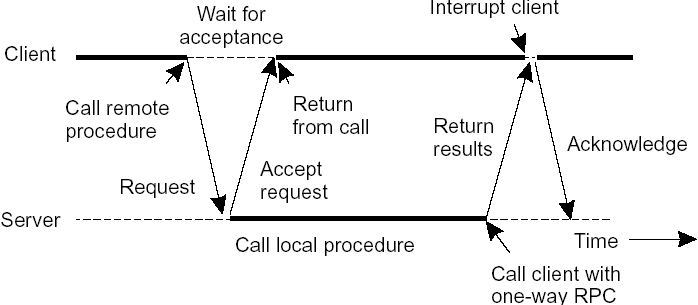 Interrupt client
Wait for
acceptance
Client
Call remote
procedure
Return
from call
Return
results
Acknowledge
Request
Accept
request
Server
Call local procedure
Time
Call client with
one-way RPC